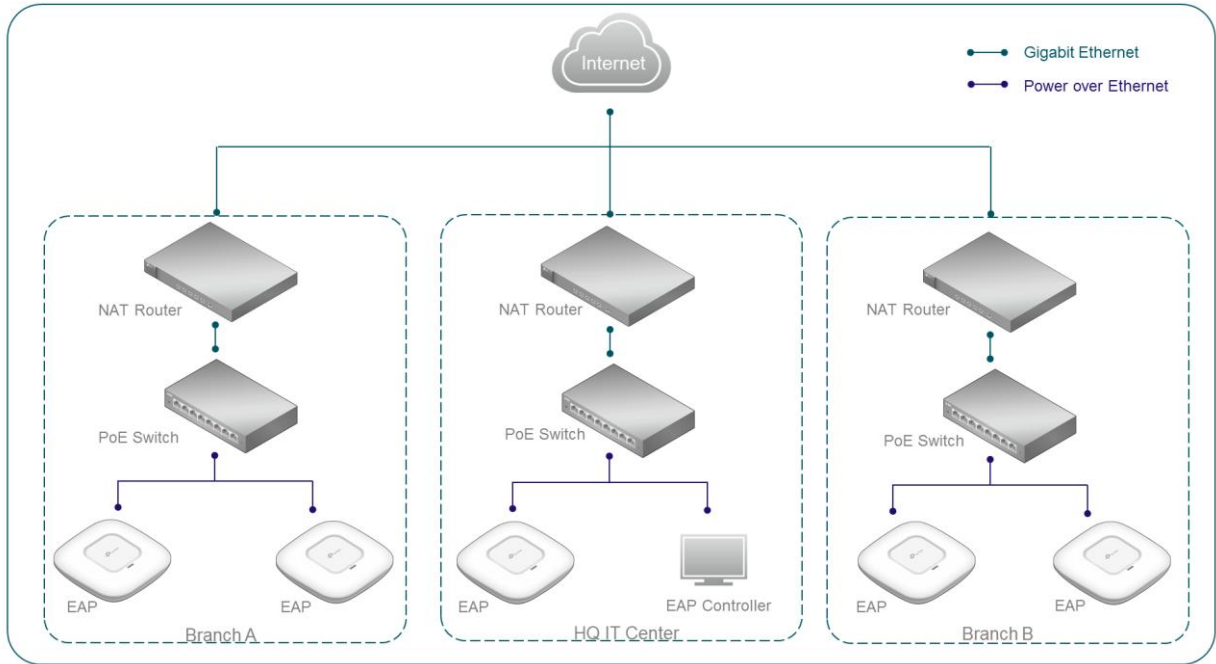 Internet
Gigabit Ethernet
Power over Ethernet
NAT Router
NAT Router
NAT Router
PoE Switch
PoE Switch
PoE Switch
EAP
EAP
EAP
EAP Controller
EAP
EAP
Branch A
HQ IT Center
Branch B